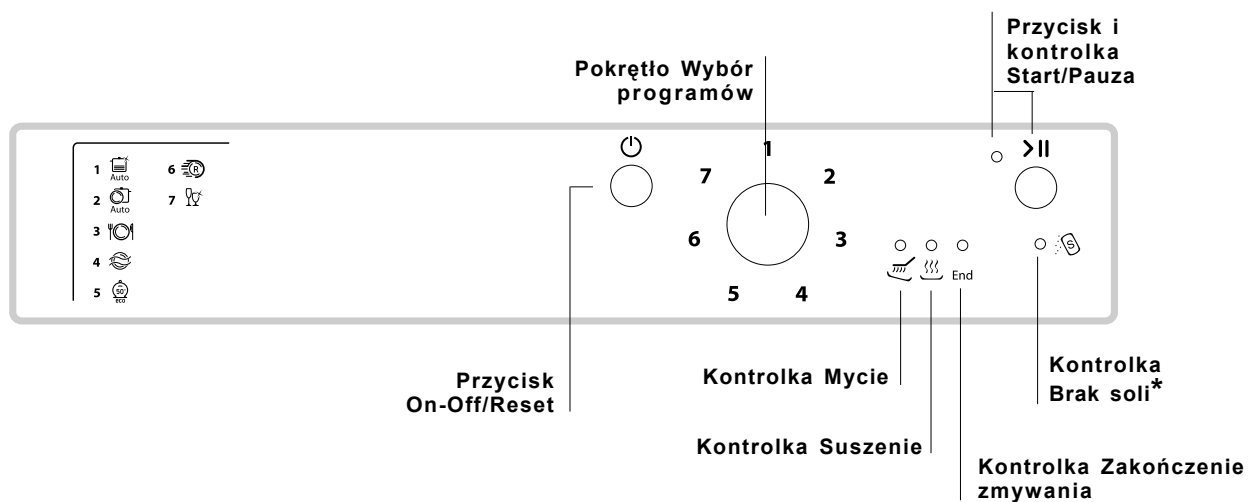 Przycisk i
kontrolka
Start/Pauza
Pokrętło Wybór
programów
1 Auto
2 Auto
3
4
5 50° eco
6 R
7
1
2
3
4
5
6
7
End
S
Przycisk
On-Off/Reset
Kontrolka Mycie
Kontrolka Suszenie
Kontrolka
Brak soli*
Kontrolka Zakończenie
zmywania